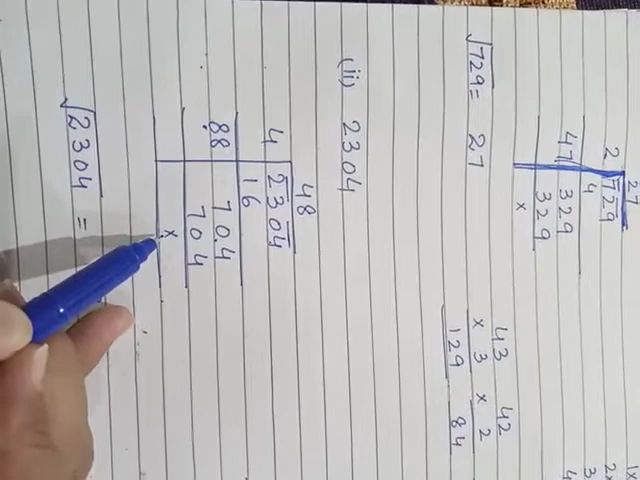 27
2 729
4
47 329
329
x
√729 = 27
43 42
x 3 x 2
129 84
(ii) 2304
48
4 2304
16
88 704
704
x
√2304 =